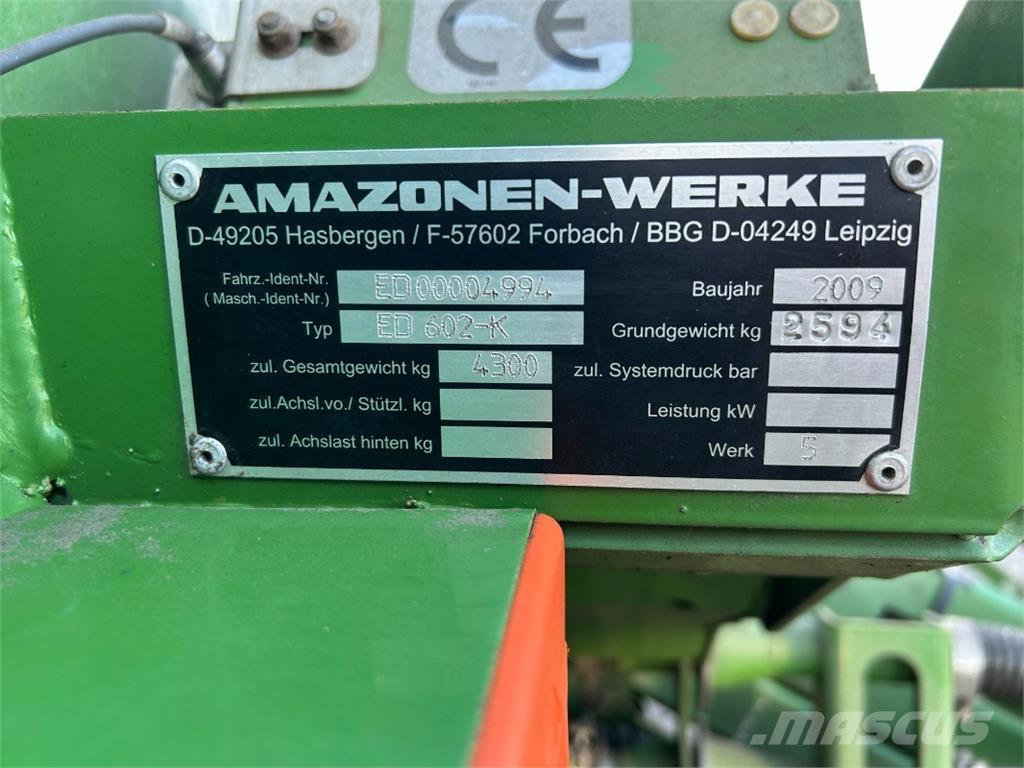 CE
AMAZONEN-WERKE
D-49205 Hasbergen / F-57602 Forbach / BBG D-04249 Leipzig
Fahrz.-Ident-Nr.
( Masch.-Ident-Nr.) ED00004994
Typ ED 602-K
zul. Gesamtgewicht kg 4300
zul.Achsl.vo./ Stützl. kg
zul. Achslast hinten kg
Baujahr 2009
Grundgewicht kg 2594
zul. Systemdruck bar
Leistung kW
Werk 5
MASCUS